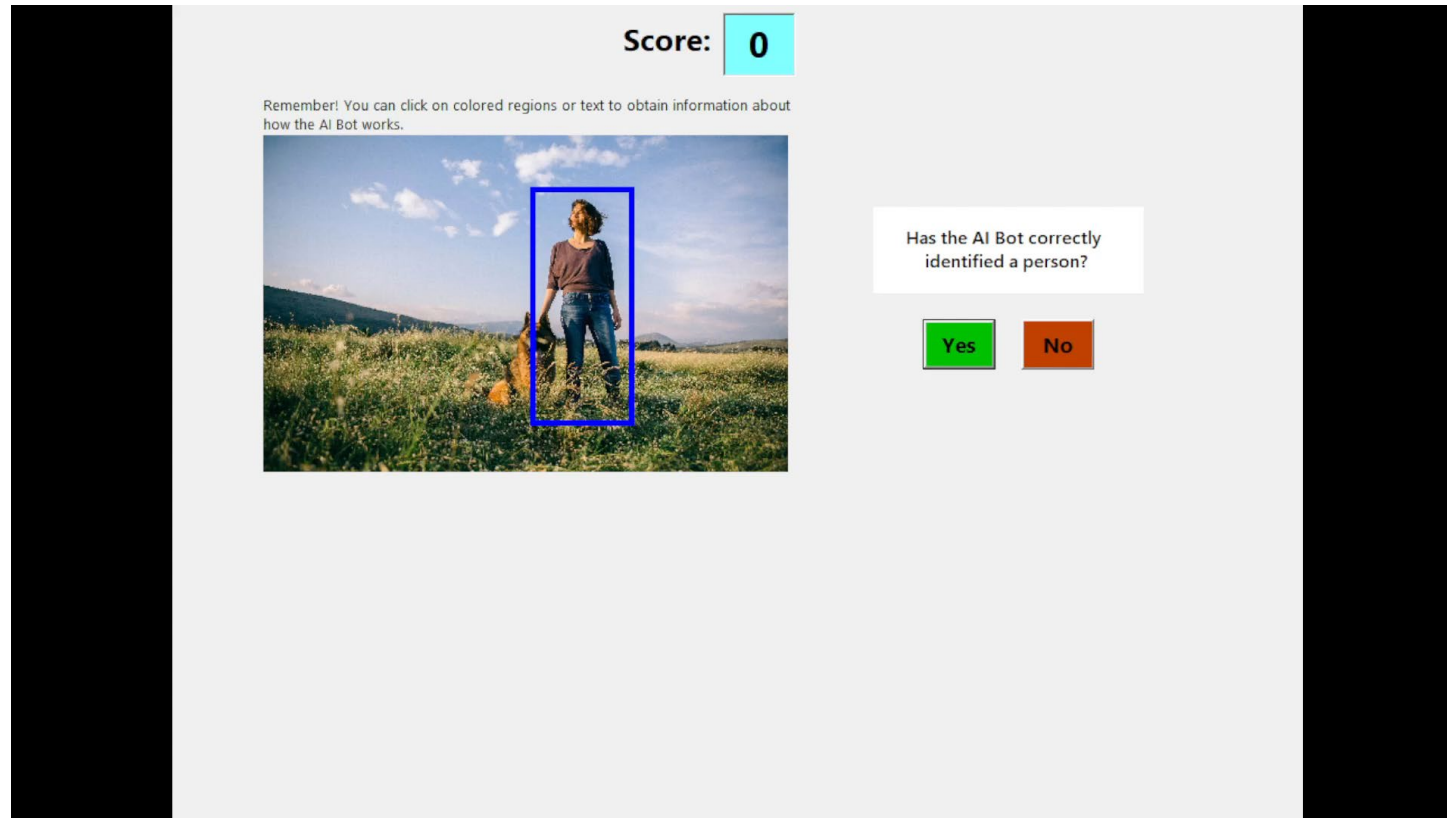 Score: 0
Remember! You can click on colored regions or text to obtain information about
how the AI Bot works.
Has the AI Bot correctly
identified a person?
Yes No